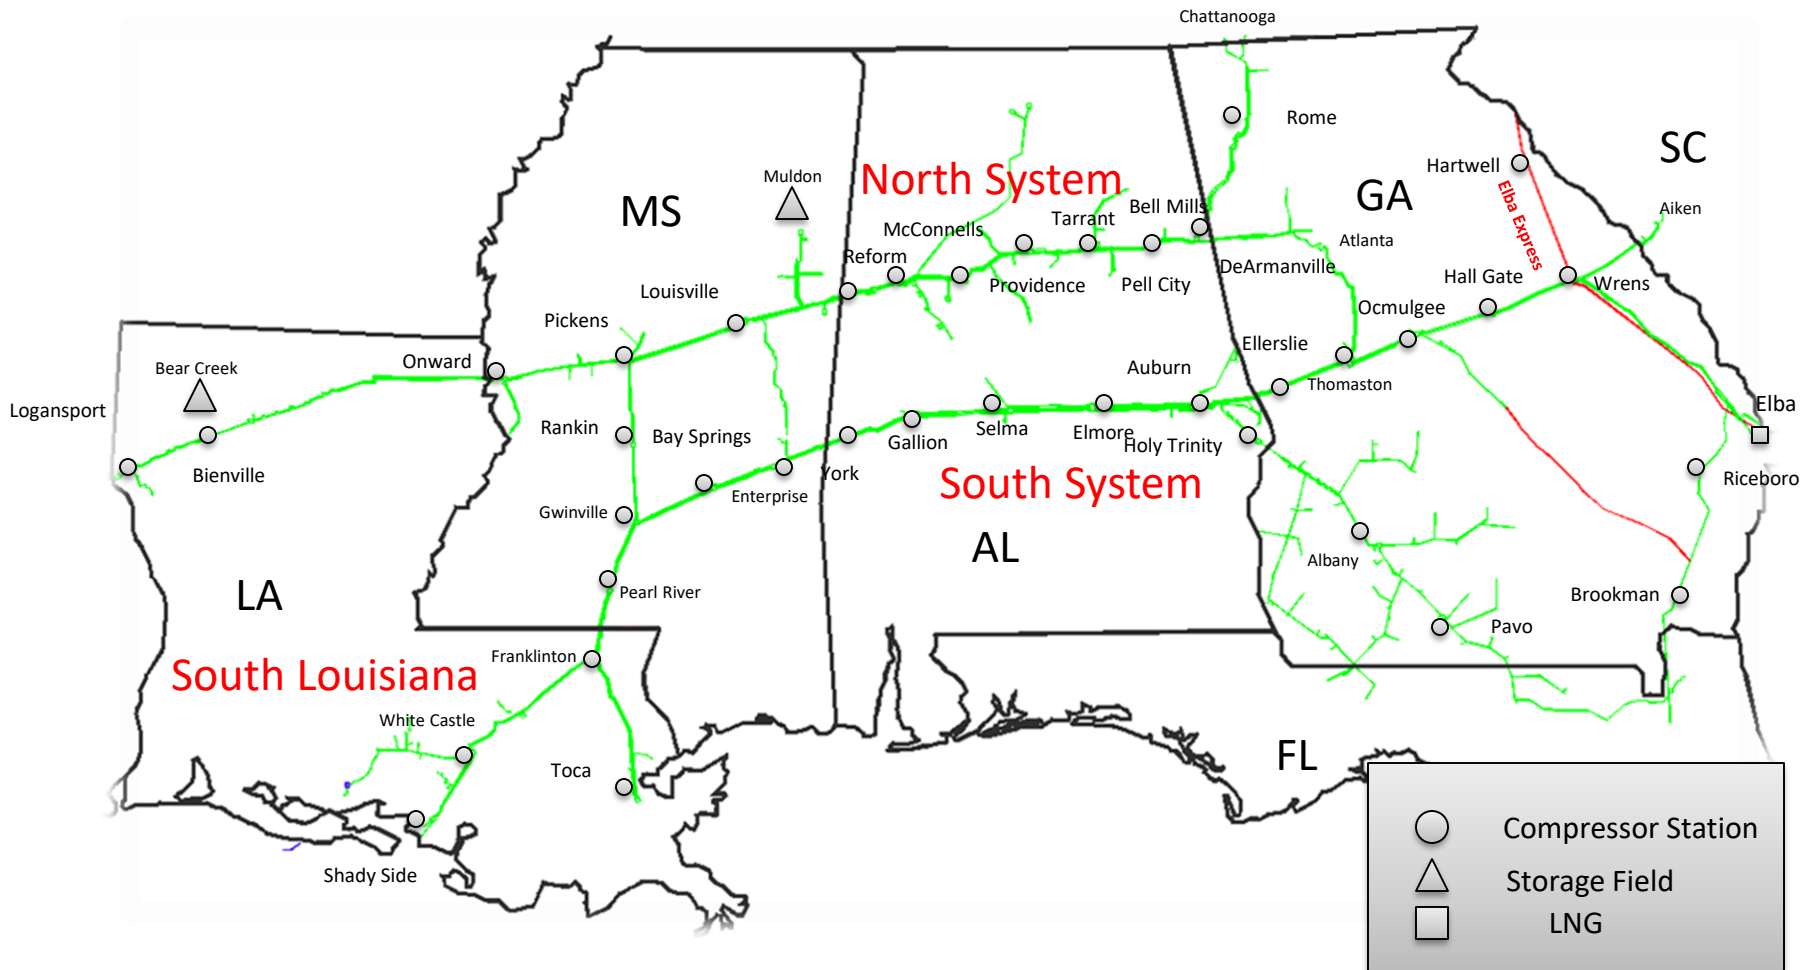 Chattanooga
Rome
SC
Hartwell
North System
Muldon
MS
GA
Elba Express
Aiken
Bell Mills
Tarrant
McConnells
Atlanta
Reform
DeArmanville
Hall Gate
Wrens
Providence
Pell City
Louisville
Ocmulgee
Pickens
Ellerslie
Onward
Bear Creek
Auburn
Thomaston
Logansport
Elba
Rankin
Bay Springs
Gallion
Selma
Elmore
Holy Trinity
Bienville
York
South System
Riceboro
Enterprise
Gwinville
AL
Albany
LA
Pearl River
Brookman
Pavo
Franklinton
South Louisiana
White Castle
FL
Toca
Shady Side
Compressor Station
Storage Field
LNG